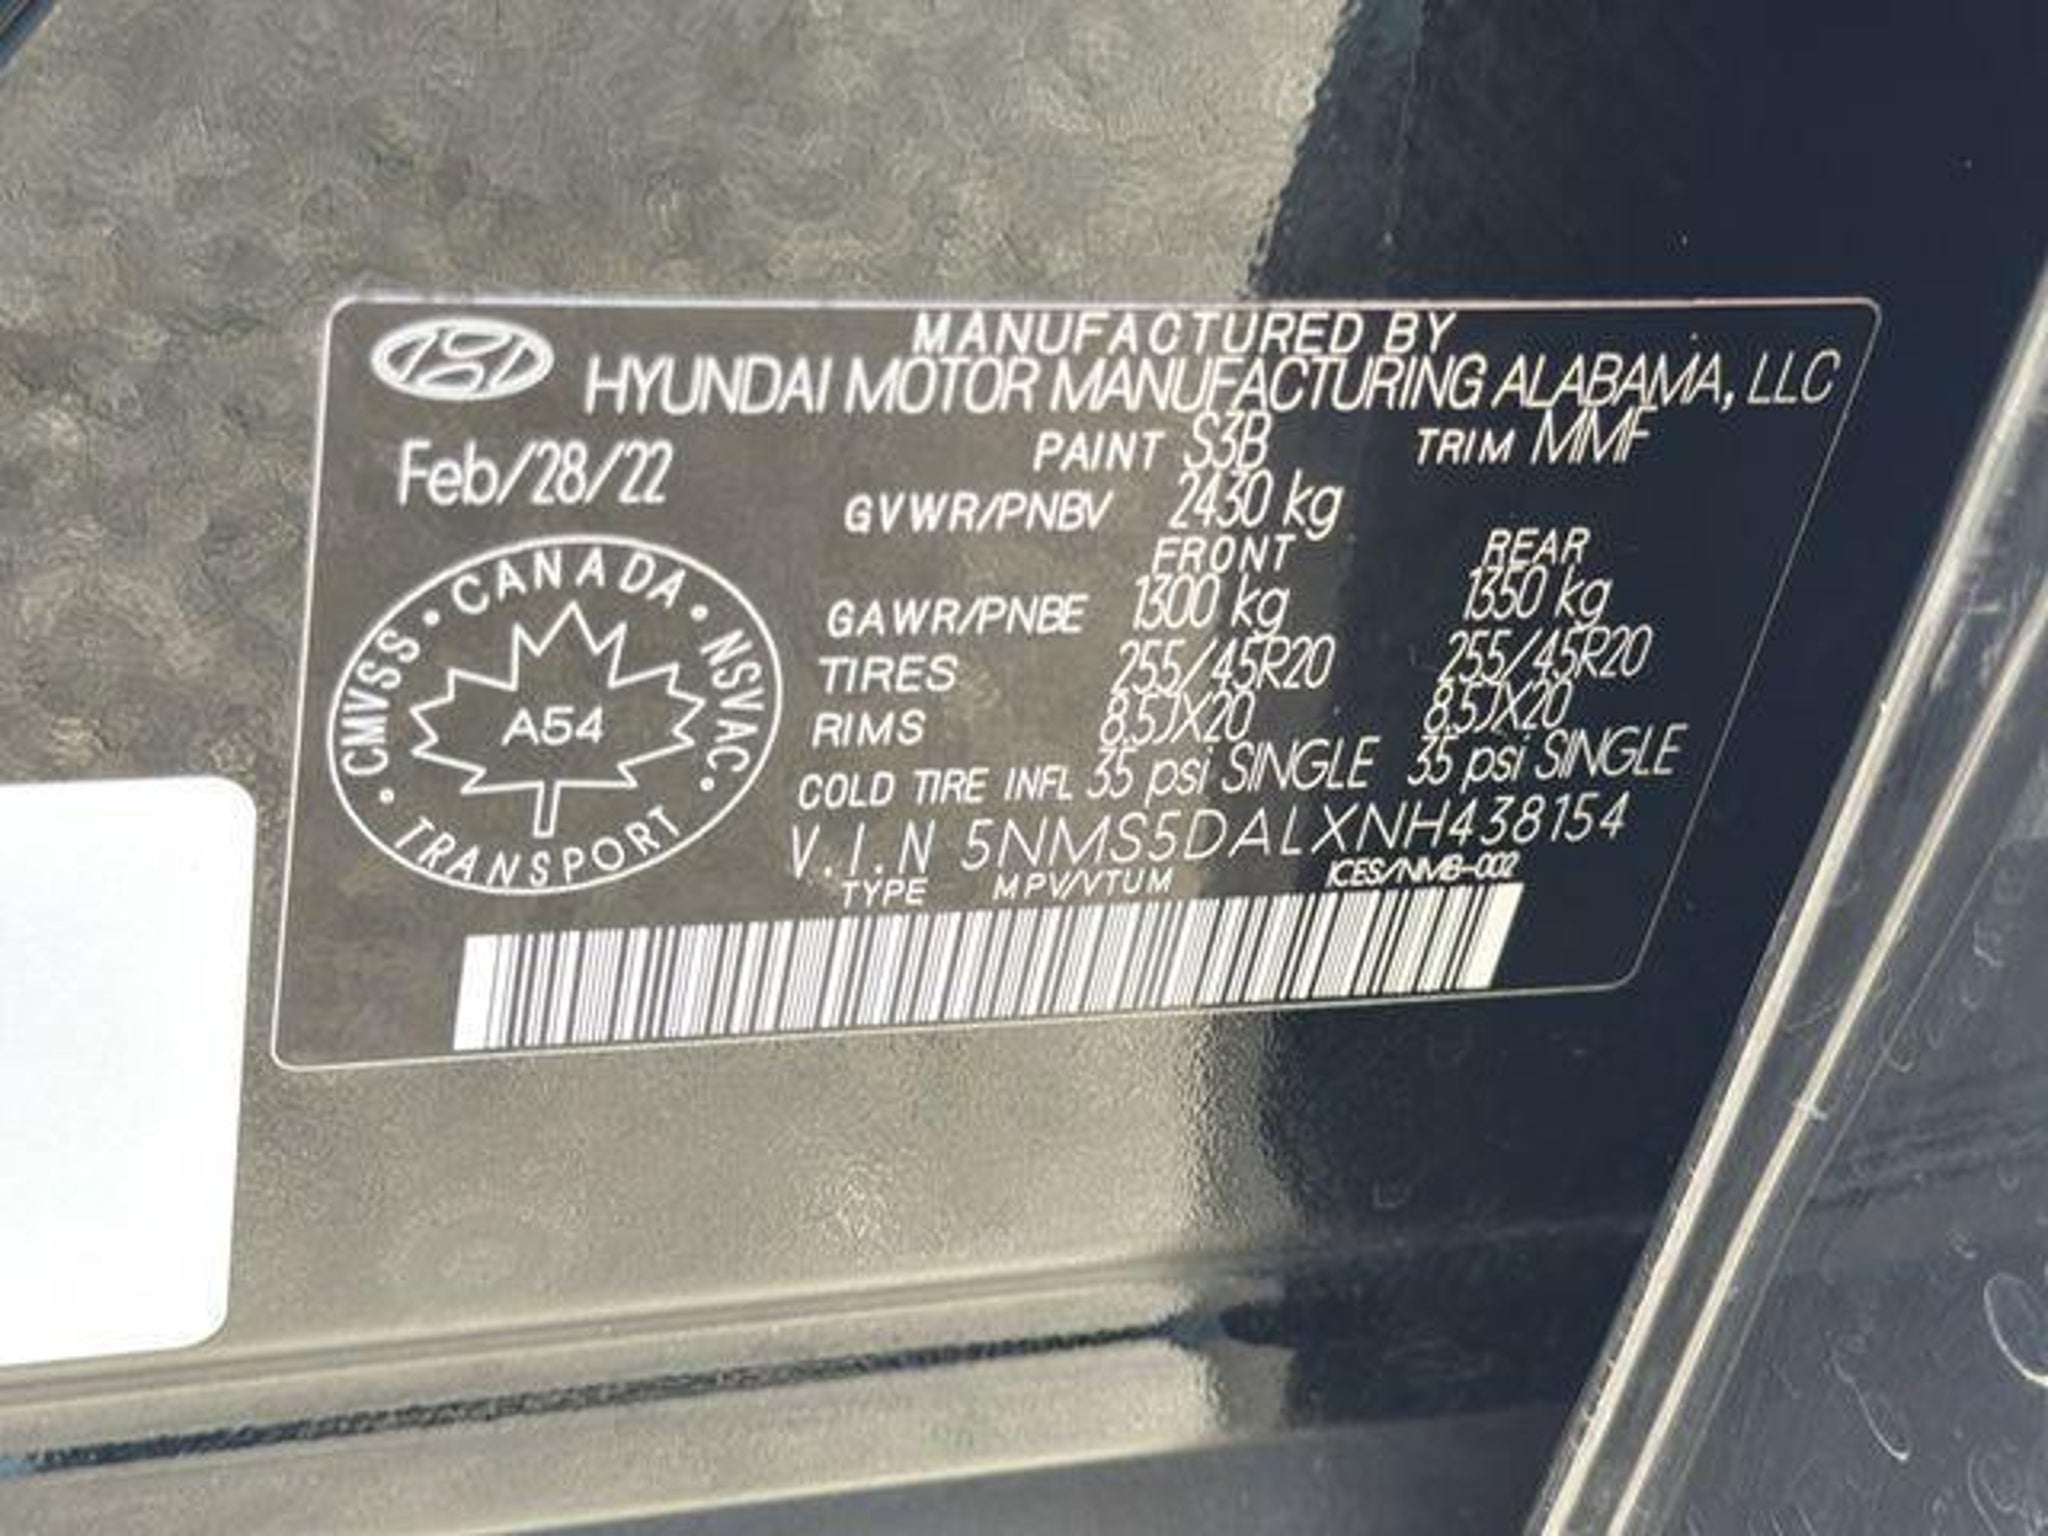 MANUFACTURED BY
HYUNDAI MOTOR MANUFACTURING ALABAMA, LLC
Feb/28/22
PAINT S3B TRIM MMF
GVWR/PNBV 2430 kg
FRONT REAR
GAWR/PNBE 1300 kg 1350 kg
TIRES 255/45R20 255/45R20
RIMS 8.5JX20 8.5JX20
COLD TIRE INFL 35 psi SINGLE 35 psi SINGLE
V.I.N 5NMS5DALXNH438154
TYPE MPV/VTUM ICES/NMB-002
CMVSS · CANADA · NSVAC ·
A54
· TRANSPORT